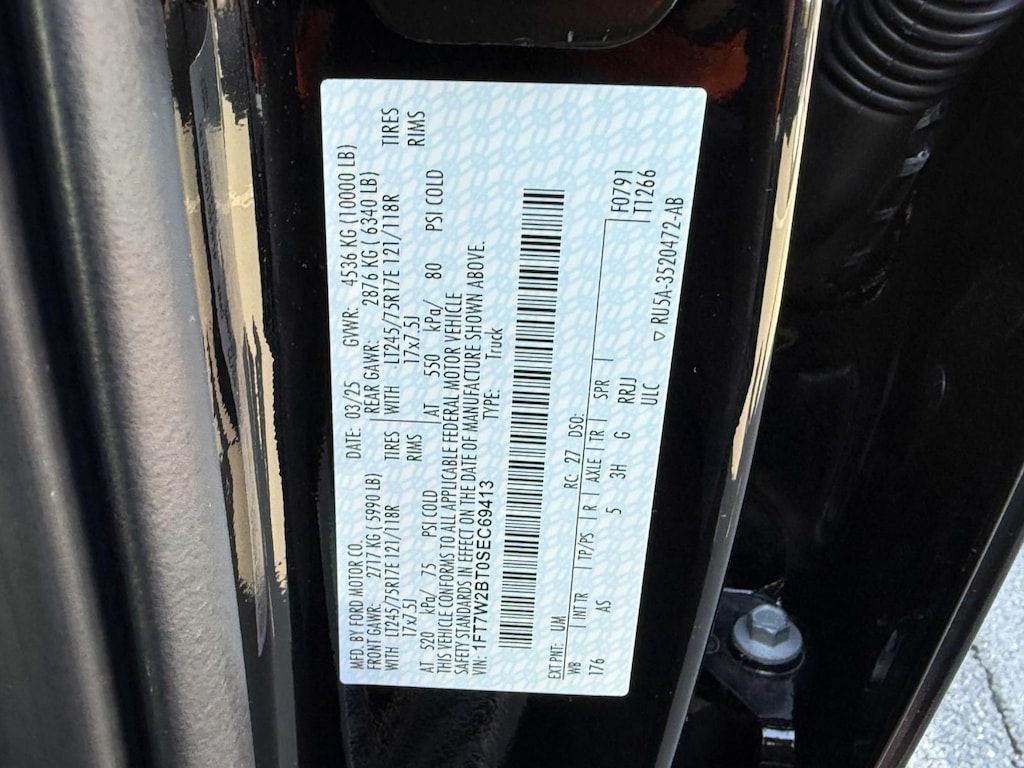 MFD. BY FORD MOTOR CO.
DATE: 03/25 GVWR: 4536 KG (10000 LB)
FRONT GAWR: 2717 KG ( 5990 LB) REAR GAWR: 2876 KG ( 6340 LB)
WITH LT245/75R17E 121/118R TIRES WITH LT245/75R17E 121/118R TIRES
17x7.5J RIMS 17x7.5J RIMS
AT 520 kPa/ 75 PSI COLD AT 550 kPa/ 80 PSI COLD
THIS VEHICLE CONFORMS TO ALL APPLICABLE FEDERAL MOTOR VEHICLE
SAFETY STANDARDS IN EFFECT ON THE DATE OF MANUFACTURE SHOWN ABOVE.
VIN: 1FT7W2BT0SEC69413 TYPE: Truck
EXT PNT: UM RC: 27 DSO: F0791
WB INT TR TP/PS R AXLE TR SPR T1266
176 AS 5 3H G RRJJ
ULC ▽ RU5A-3520472-AB